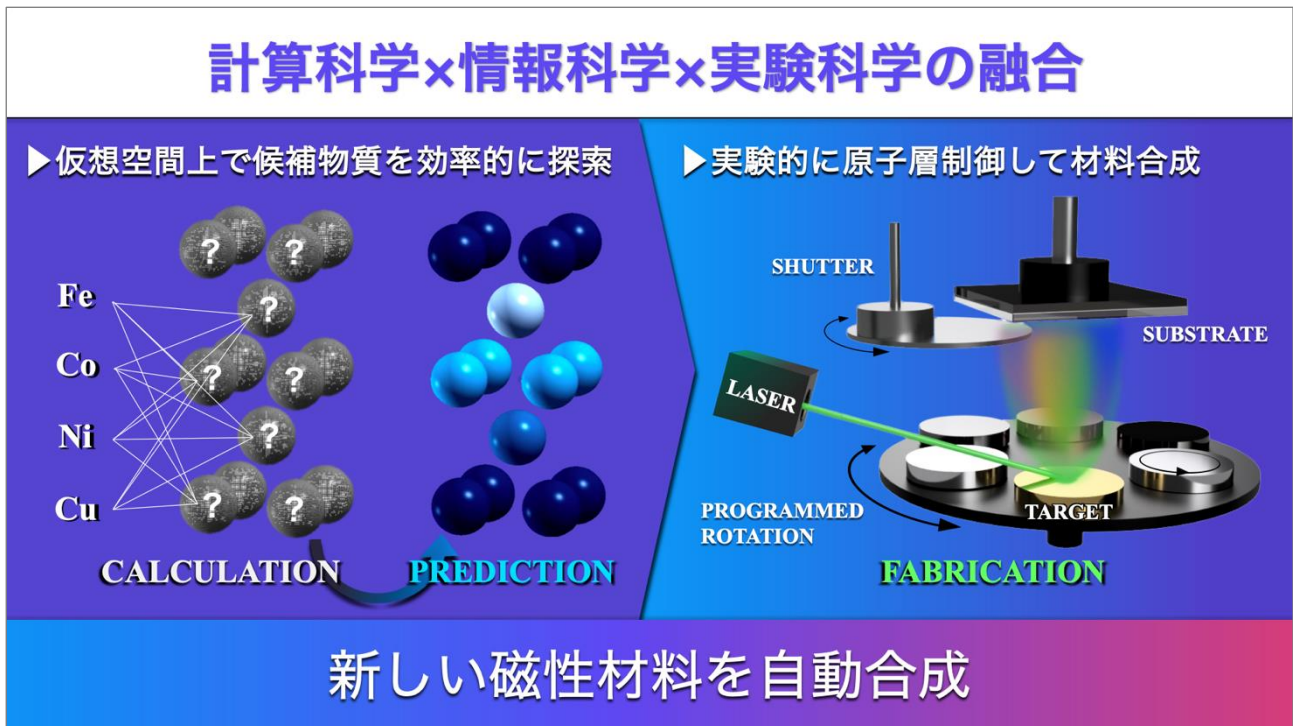 計算科学×情報科学×実験科学の融合
▶仮想空間上で候補物質を効率的に探索
? ?
?
Fe
Co
? ?
Ni
?
Cu
? ?
CALCULATION
PREDICTION
▶実験的に原子層制御して材料合成
SHUTTER
SUBSTRATE
LASER
PROGRAMMED
ROTATION
TARGET
FABRICATION
新しい磁性材料を自動合成